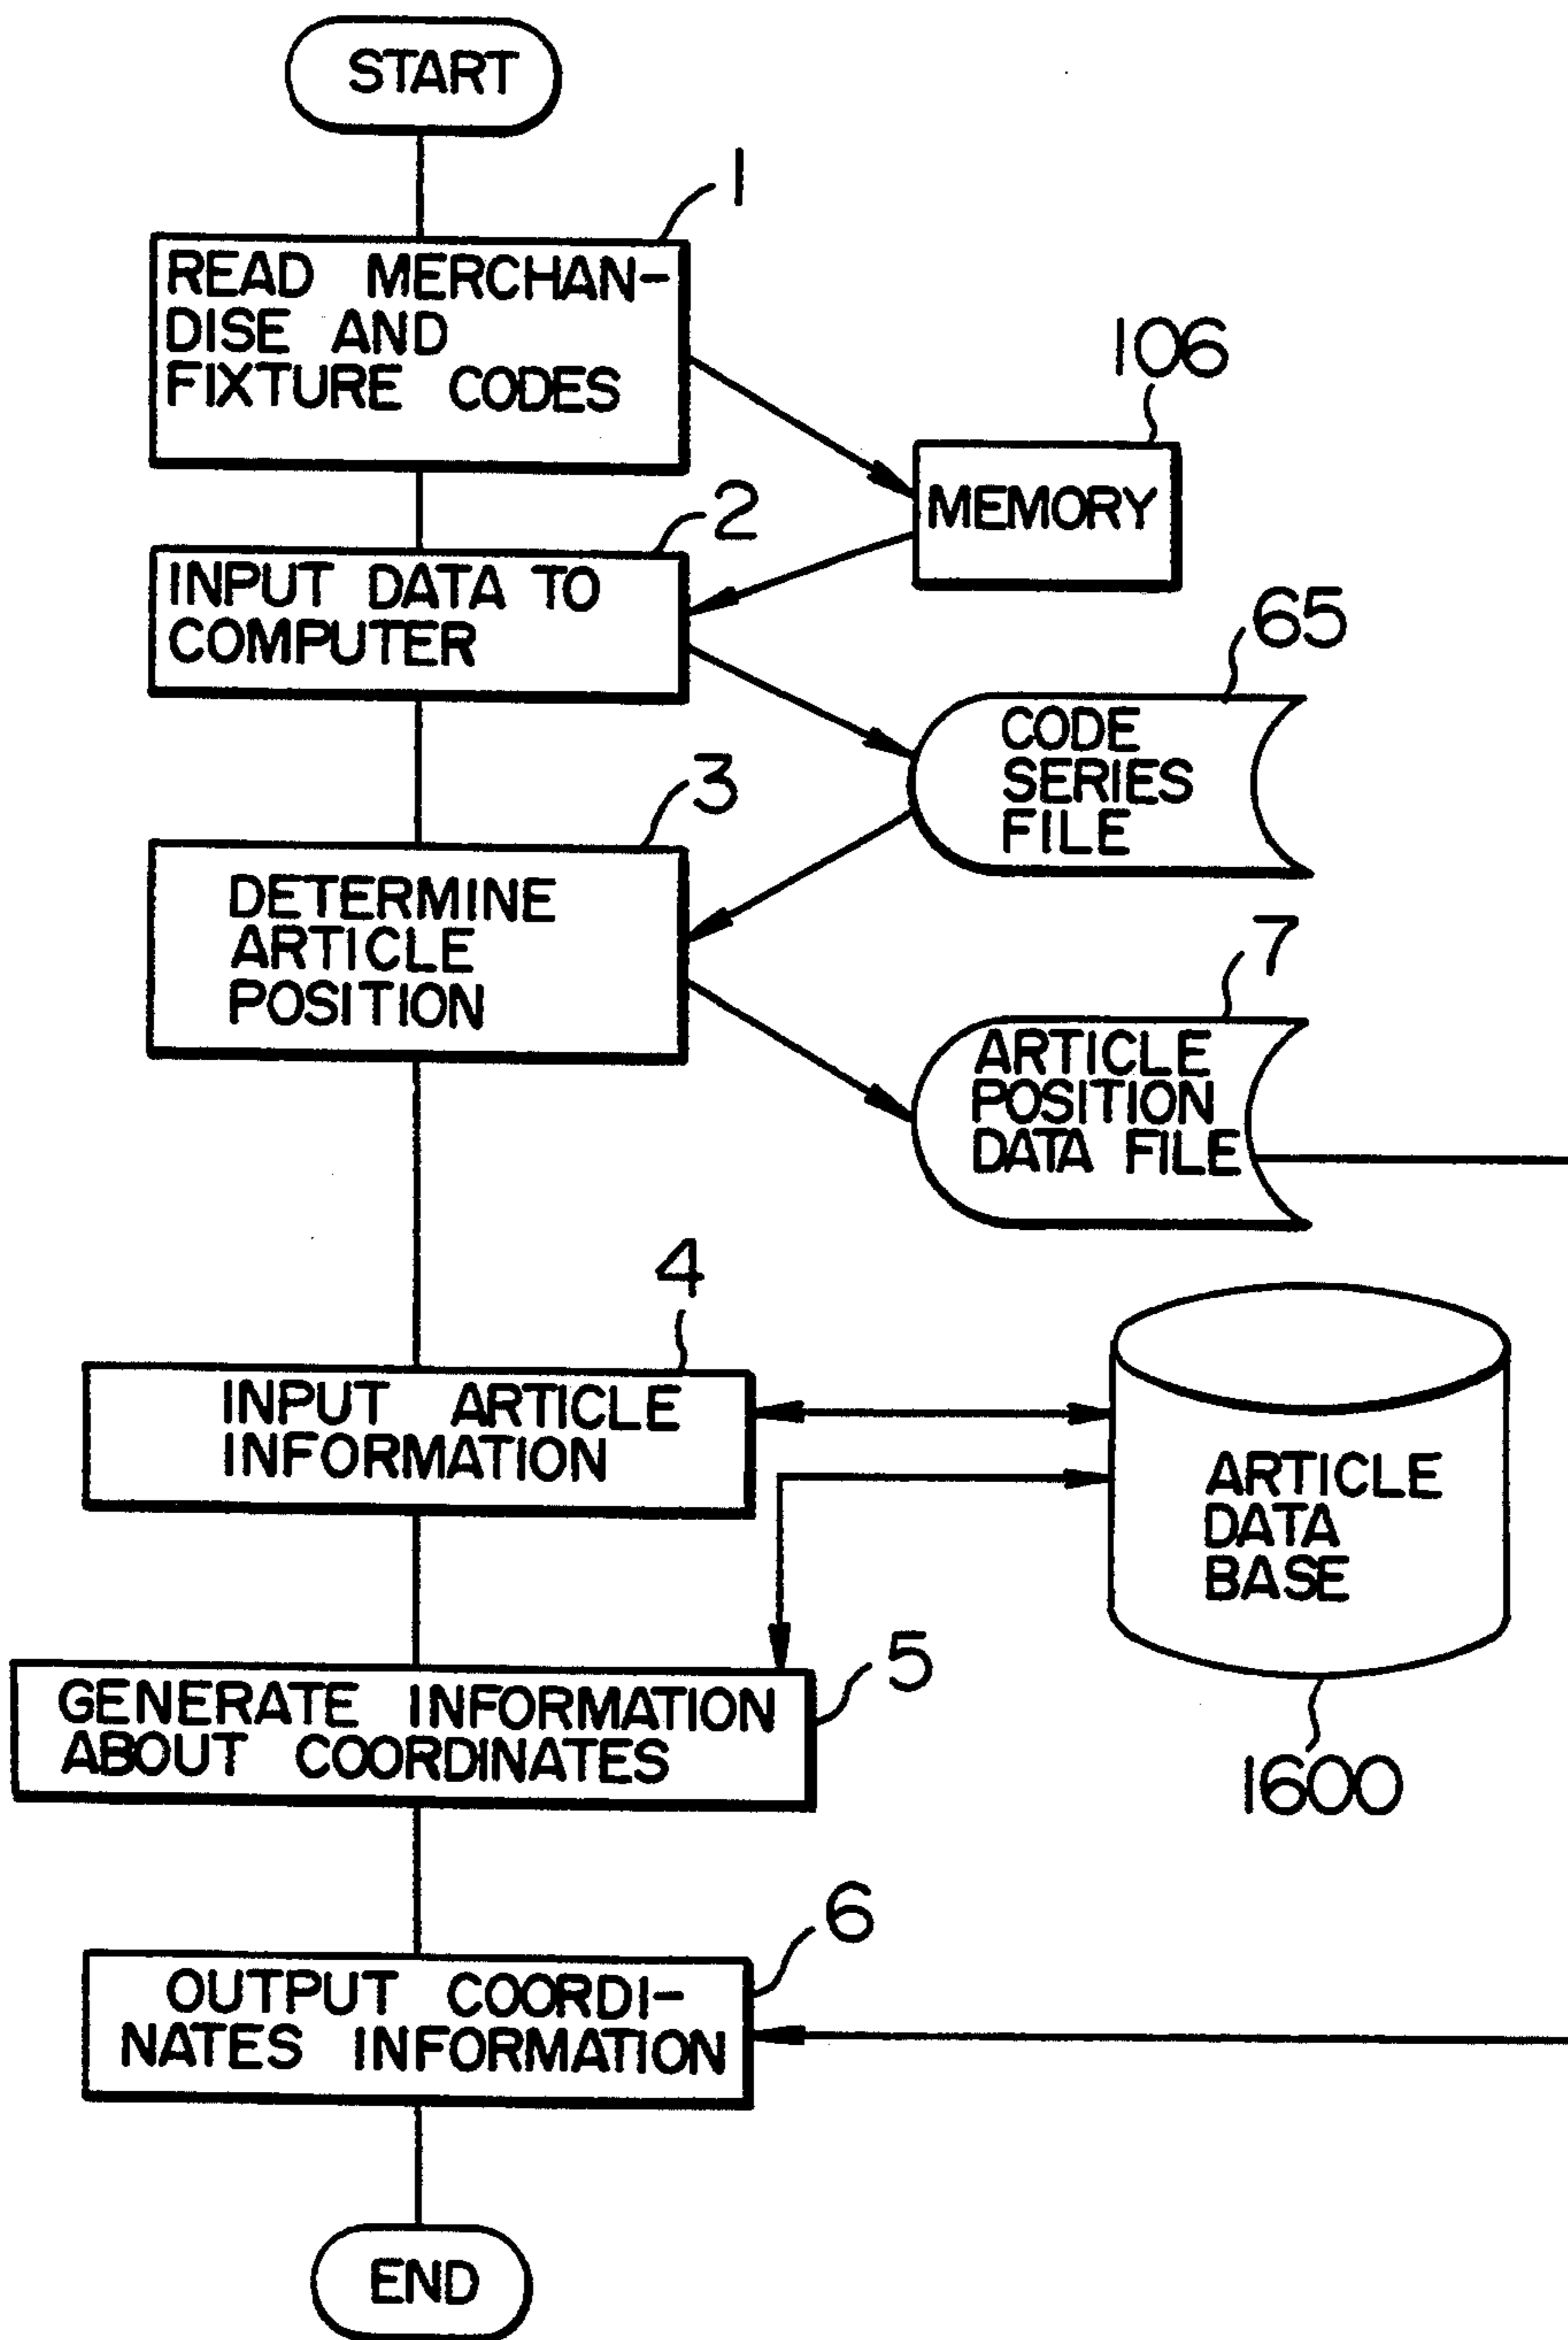 START
1
READ MERCHAN-
DISE AND
FIXTURE CODES
106
MEMORY
2
INPUT DATA TO
COMPUTER
65
CODE
SERIES
FILE
3
DETERMINE
ARTICLE
POSITION
7
ARTICLE
POSITION
DATA FILE
4
INPUT ARTICLE
INFORMATION
ARTICLE
DATA
BASE
1600
5
GENERATE INFORMATION
ABOUT COORDINATES
6
OUTPUT COORDI-
NATES INFORMATION
END